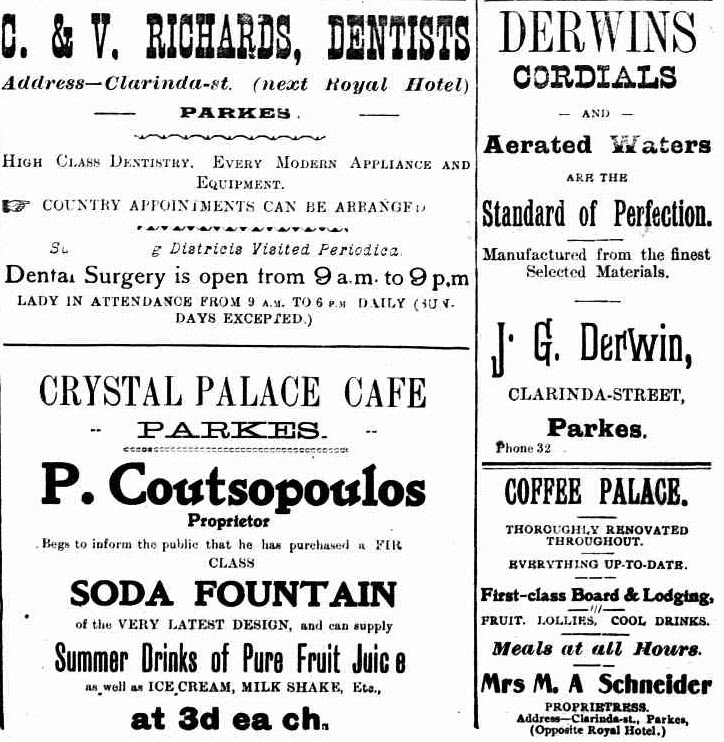 C. & V. RICHARDS, DENTISTS
Address—Clarinda-st. (next Royal Hotel)
PARKES.
HIGH CLASS DENTISTRY. EVERY MODERN APPLIANCE AND
EQUIPMENT.
☞ COUNTRY APPOINTMENTS CAN BE ARRANGED
Districts Visited
Dental Surgery is open from 9 a.m. to 9 p.m
LADY IN ATTENDANCE FROM 9 A.M. TO 6 P.M DAILY (SUN-
DAYS EXCEPTED.)
CRYSTAL PALACE CAFE
-- PARKES. --
P. Coutsopoulos
Proprietor
Begs to inform the public that he has purchased a FIR
CLASS
SODA FOUNTAIN
of the VERY LATEST DESIGN, and can supply
Summer Drinks of Pure Fruit Juice
as well as ICE CREAM, MILK SHAKE, Etc.,
at 3d each.
DERWINS
CORDIALS
— AND —
Aerated Waters
ARE THE
Standard of Perfection.
Manufactured from the finest
Selected Materials.
J. G. Derwin,
CLARINDA-STREET,
Parkes.
Phone 32
COFFEE PALACE.
THOROUGHLY RENOVATED
THROUGHOUT.
EVERYTHING UP-TO-DATE.
First-class Board & Lodging,
FRUIT. LOLLIES, COOL DRINKS.
Meals at all Hours.
Mrs M. A Schneider
PROPRIETRESS.
Address—Clarinda-st., Parkes,
(Opposite Royal Hotel.)